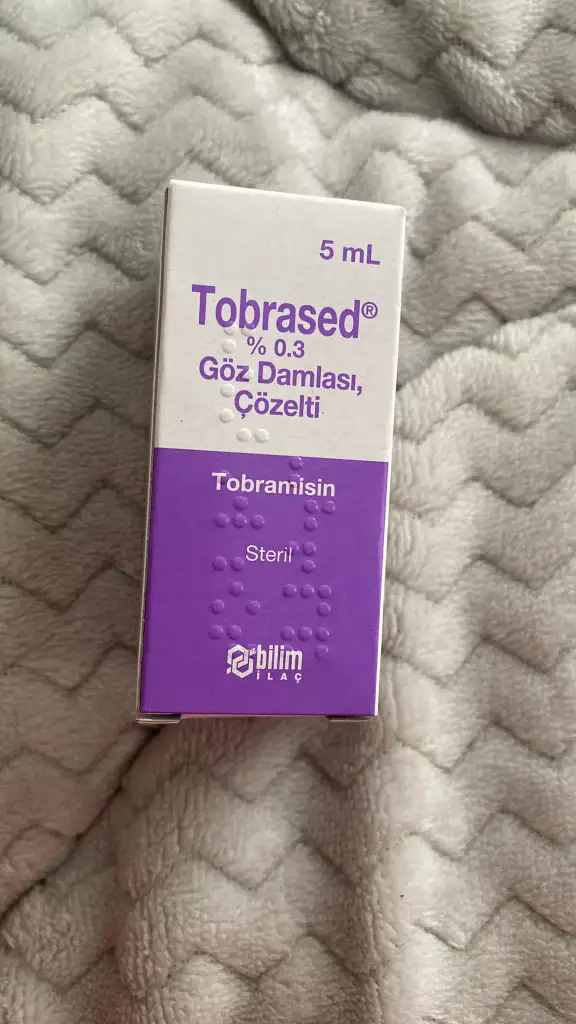 5 mL
Tobrased®
% 0.3
Göz Damlası,
Çözelti
Tobramisin
Steril
bilim
İLAÇ